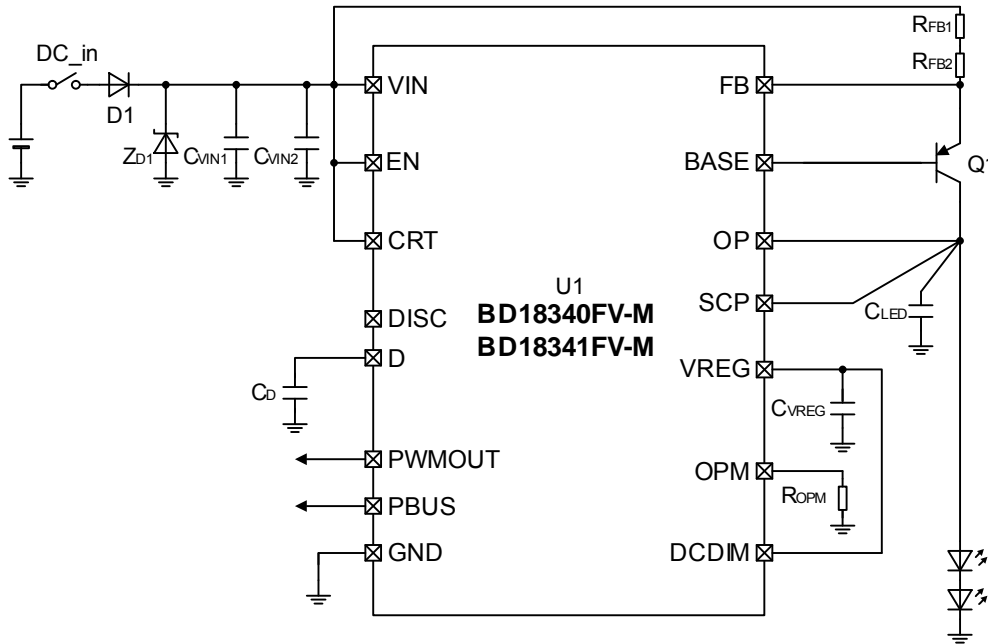 RFB1
DC_in
RFB2
VIN
FB
D1
ZD1
CVIN1
CVIN2
EN
BASE
CRT
OP
U1
SCP
BD18340FV-M
DISC
CLED
BD18341FV-M
D
VREG
CD
CVREG
PWMOUT
OPM
ROPM
PBUS
GND
DCDIM